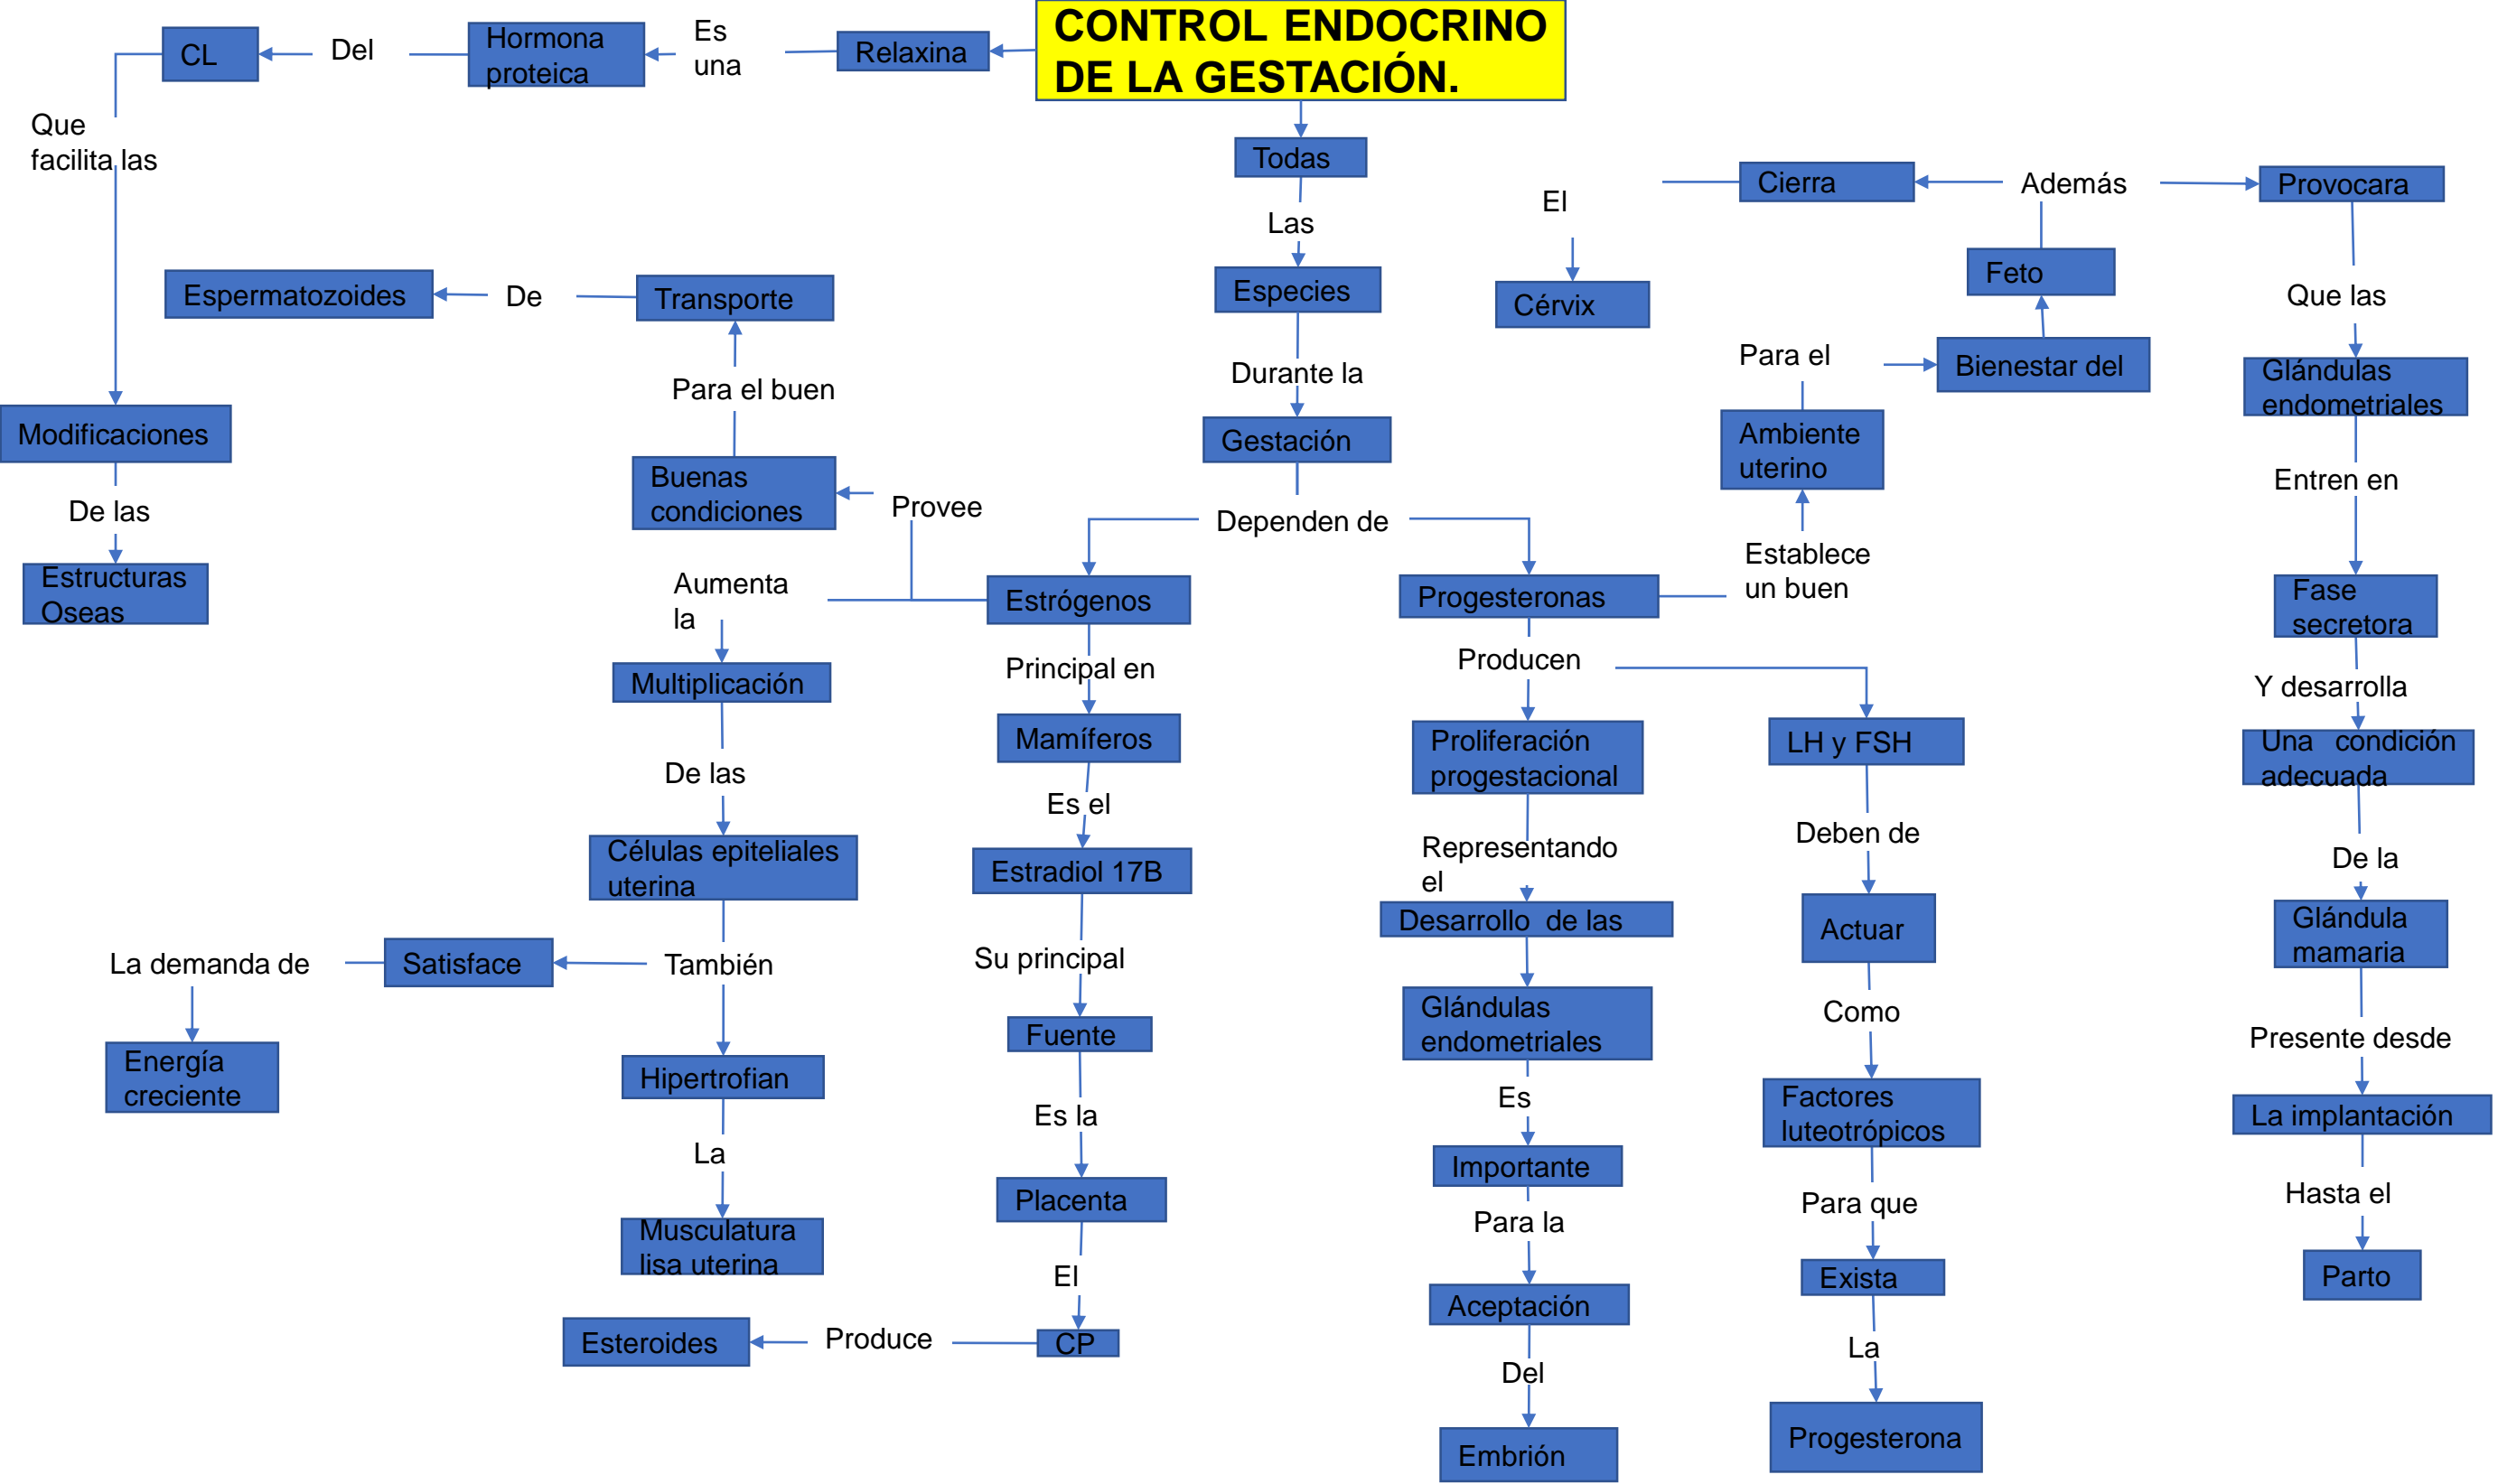 CONTROL ENDOCRINO
DE LA GESTACIÓN.
Relaxina
Es
una
Hormona
proteica
Del
CL
Que
facilita las
Modificaciones
De las
Estructuras
Oseas
Todas
Las
Especies
Durante la
Gestación
Dependen de
Estrógenos
Provee
Buenas
condiciones
Para el buen
Transporte
De
Espermatozoides
Aumenta
la
Multiplicación
De las
Células epiteliales
uterina
También
Satisface
La demanda de
Energía
creciente
Hipertrofian
La
Musculatura
lisa uterina
Principal en
Mamíferos
Es el
Estradiol 17B
Su principal
Fuente
Es la
Placenta
El
CP
Produce
Esteroides
Progesteronas
Producen
Proliferación
progestacional
Representando
el
Desarrollo de las
Glándulas
endometriales
Es
Importante
Para la
Aceptación
Del
Embrión
LH y FSH
Deben de
Actuar
Como
Factores
luteotrópicos
Para que
Exista
La
Progesterona
Establece
un buen
Ambiente
uterino
Para el
Bienestar del
Feto
Además
Cierra
El
Cérvix
Provocara
Que las
Glándulas
endometriales
Entren en
Fase
secretora
Y desarrolla
Una condición
adecuada
De la
Glándula
mamaria
Presente desde
La implantación
Hasta el
Parto